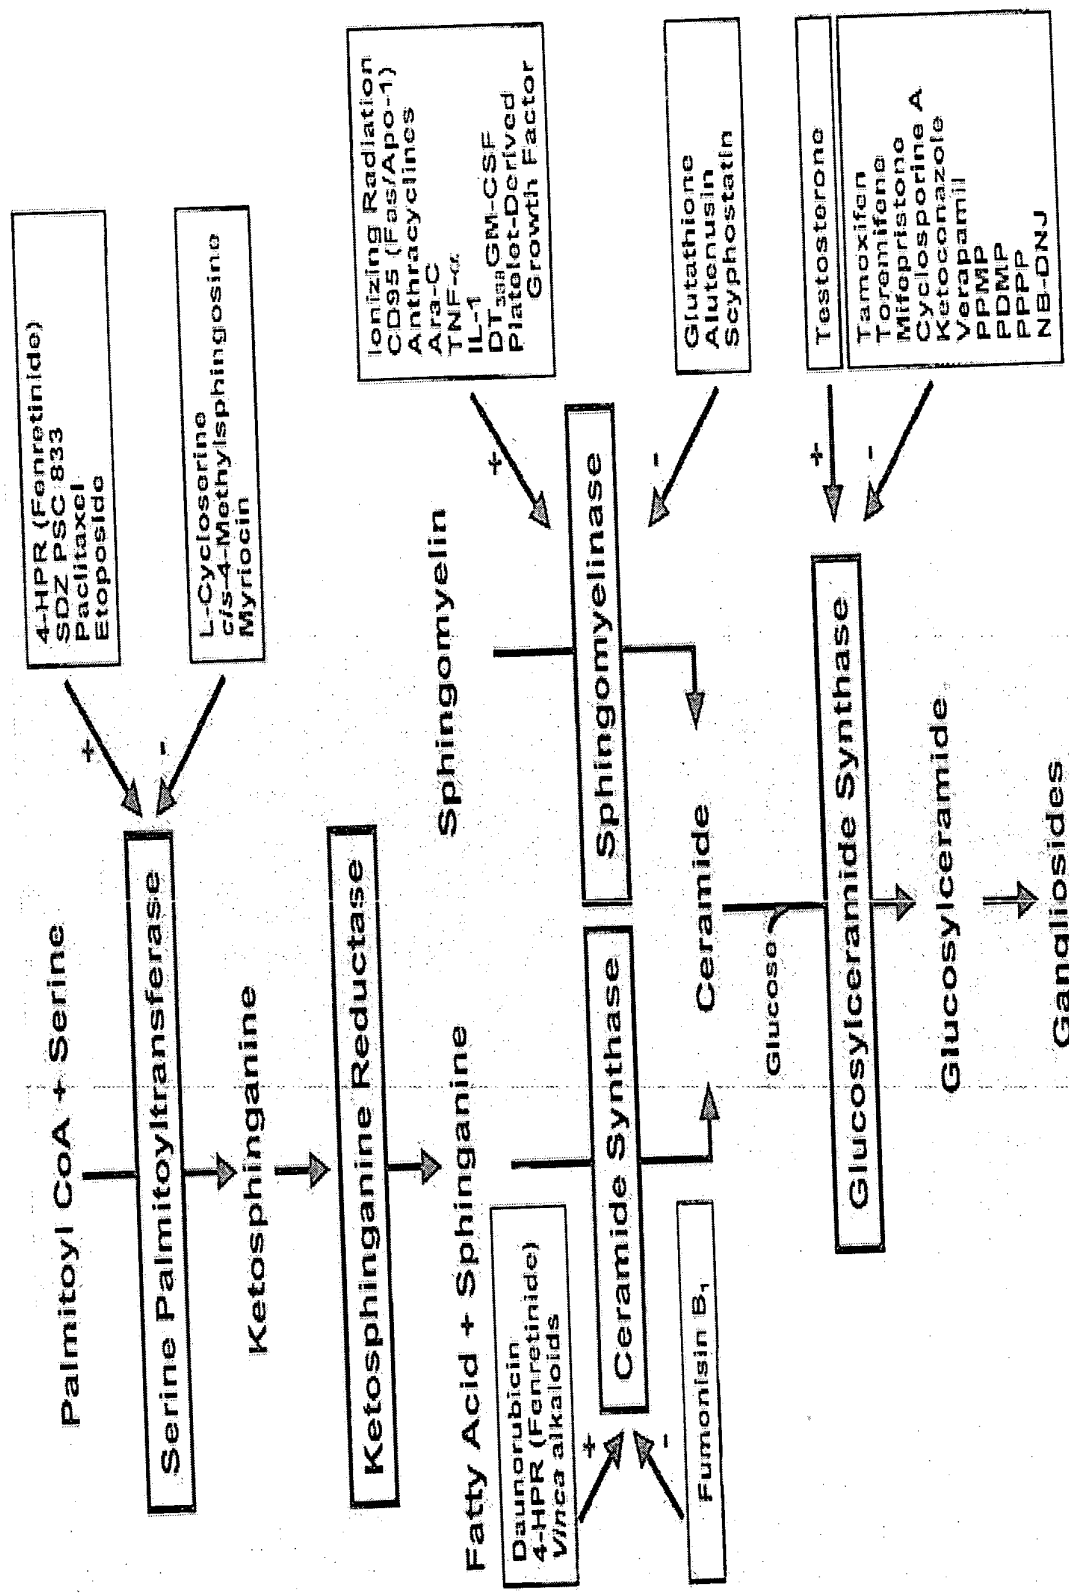 Palmitoyl CoA + Serine
Serine Palmitoyltransferase
+
-
4-HPR (Fenretinide)
SDZ PSC 833
Paclitaxel
Etoposide
L-Cycloserine
cis-4-Methylsphingosine
Myriocin
Ketosphinganine
Ketosphinganine Reductase
Fatty Acid + Sphinganine
Sphingomyelin
Daunorubicin
4-HPR (Fenretinide)
Vinca alkaloids
+
-
Fumonisin B1
Ceramide Synthase
Sphingomyelinase
+
-
Ionizing Radiation
CD95 (Fas/Apo-1)
Anthracyclines
Ara-C
TNF-α
IL-1
DT388GM-CSF
Platelet-Derived
Growth Factor
Glutathione
Alutenusin
Scyphostatin
Ceramide
Glucose
Glucosylceramide Synthase
+
-
Testosterone
Tamoxifen
Toremifene
Mifepristone
Cyclosporine A
Ketoconazole
Verapamil
PPMP
PDMP
PPPP
NB-DNJ
Glucosylceramide
Gangliosides